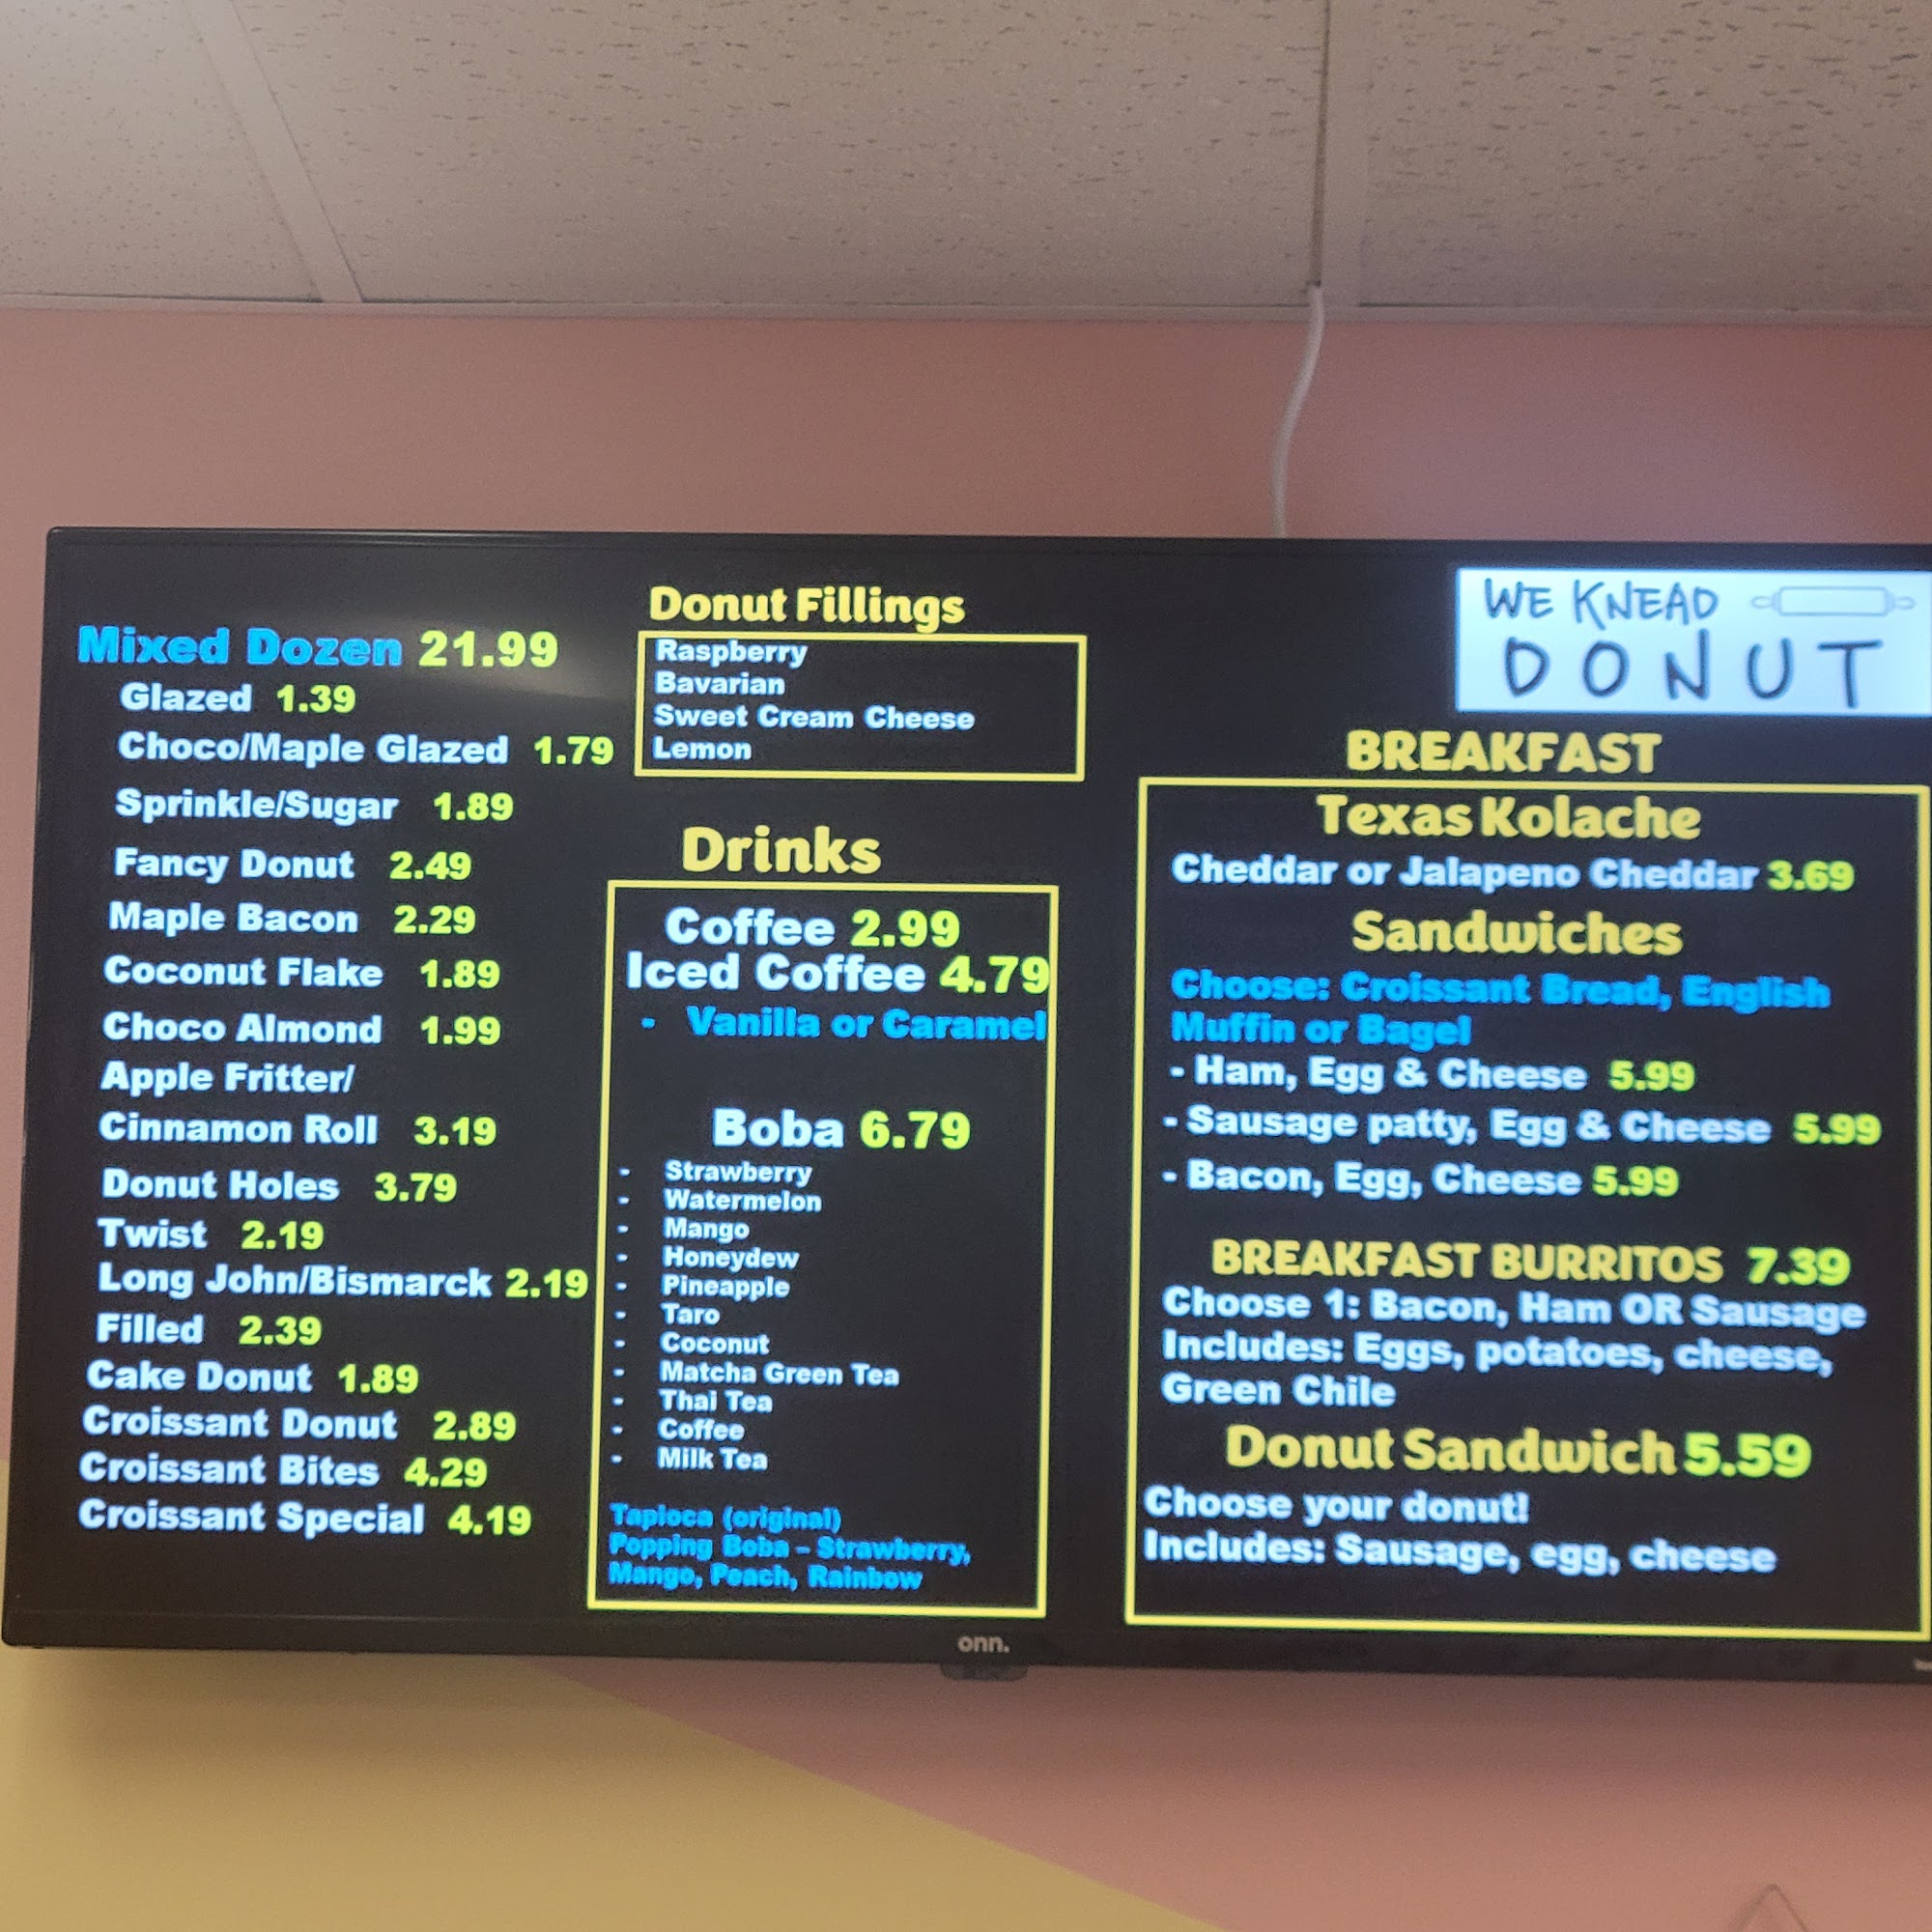 Mixed Dozen 21.99
Glazed 1.39
Choco/Maple Glazed 1.79
Sprinkle/Sugar 1.89
Fancy Donut 2.49
Maple Bacon 2.29
Coconut Flake 1.89
Choco Almond 1.99
Apple Fritter/
Cinnamon Roll 3.19
Donut Holes 3.79
Twist 2.19
Long John/Bismarck 2.19
Filled 2.39
Cake Donut 1.89
Croissant Donut 2.89
Croissant Bites 4.29
Croissant Special 4.19
Donut Fillings
Raspberry
Bavarian
Sweet Cream Cheese
Lemon
Drinks
Coffee 2.99
Iced Coffee 4.79
- Vanilla or Caramel
Boba 6.79
- Strawberry
- Watermelon
- Mango
- Honeydew
- Pineapple
- Taro
- Coconut
- Matcha Green Tea
- Thai Tea
- Coffee
- Milk Tea
Tapioca (original)
Popping Boba - Strawberry,
Mango, Peach, Rainbow
WE KNEAD
DONUT
BREAKFAST
Texas Kolache
Cheddar or Jalapeno Cheddar 3.69
Sandwiches
Choose: Croissant Bread, English
Muffin or Bagel
- Ham, Egg & Cheese 5.99
- Sausage patty, Egg & Cheese 5.99
- Bacon, Egg, Cheese 5.99
BREAKFAST BURRITOS 7.39
Choose 1: Bacon, Ham OR Sausage
Includes: Eggs, potatoes, cheese,
Green Chile
Donut Sandwich 5.59
Choose your donut!
Includes: Sausage, egg, cheese
onn.